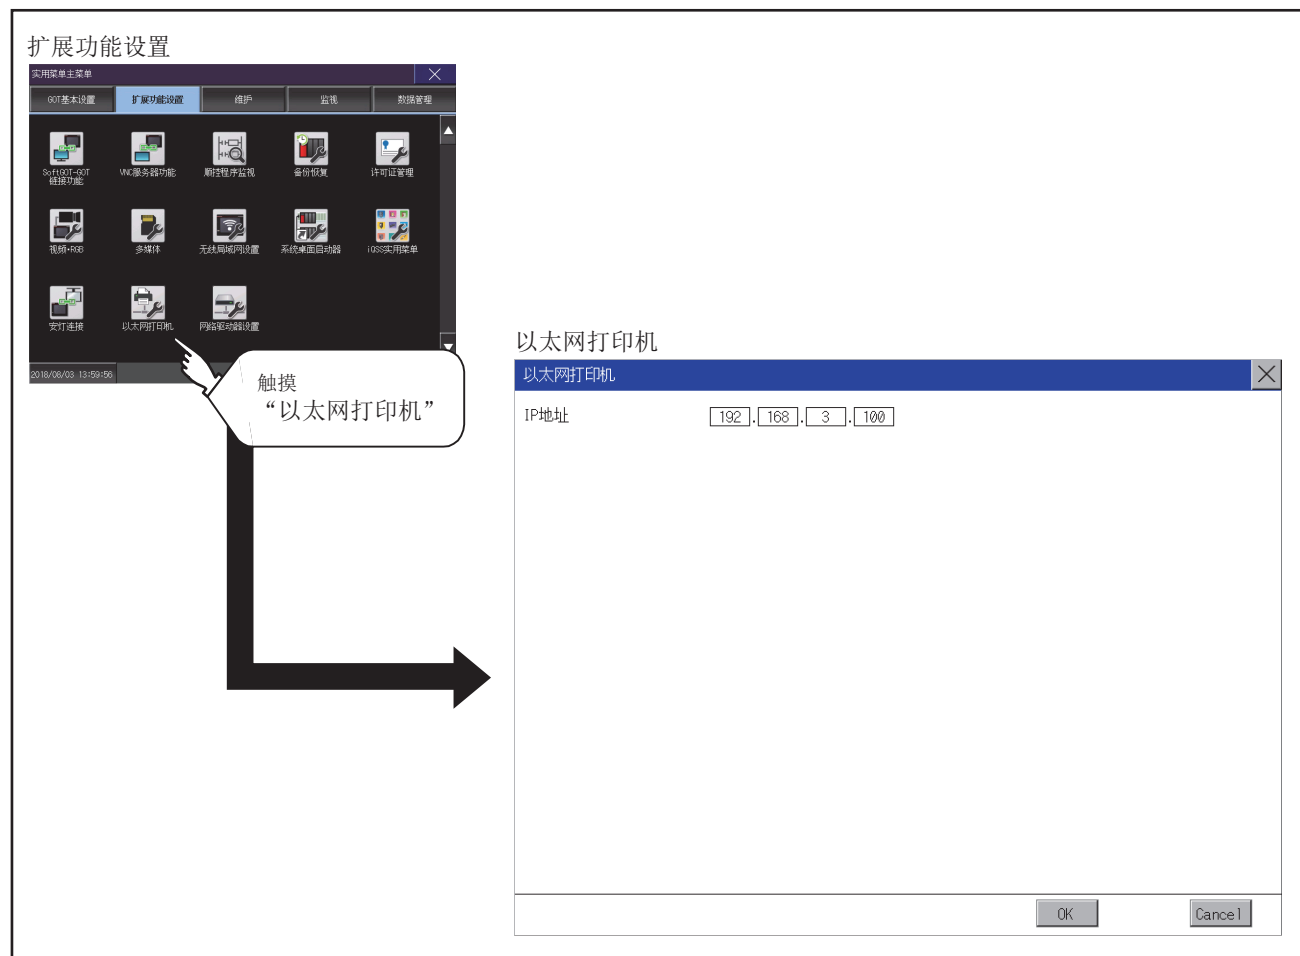 扩展功能设置
实用菜单主菜单
GOT基本设置 扩展功能设置 维护 监视 数据管理
SoftGOT-GOT
链接功能
VNC服务器功能
顺控程序监视
备份恢复
许可证管理
视频•RGB
多媒体
无线局域网设置
系统桌面启动器
iQSS实用菜单
安灯连接
以太网打印机
网络驱动器设置
2018/08/03 13:59:56
触摸
“以太网打印机”
以太网打印机
以太网打印机
IP地址 192.168.3.100
OK Cancel